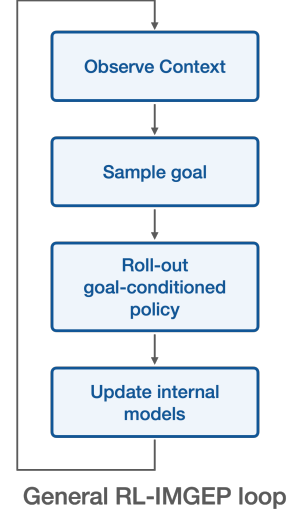 Observe Context
Sample goal
Roll-out
goal-conditioned
policy
Update internal
models
General RL-IMGEP loop